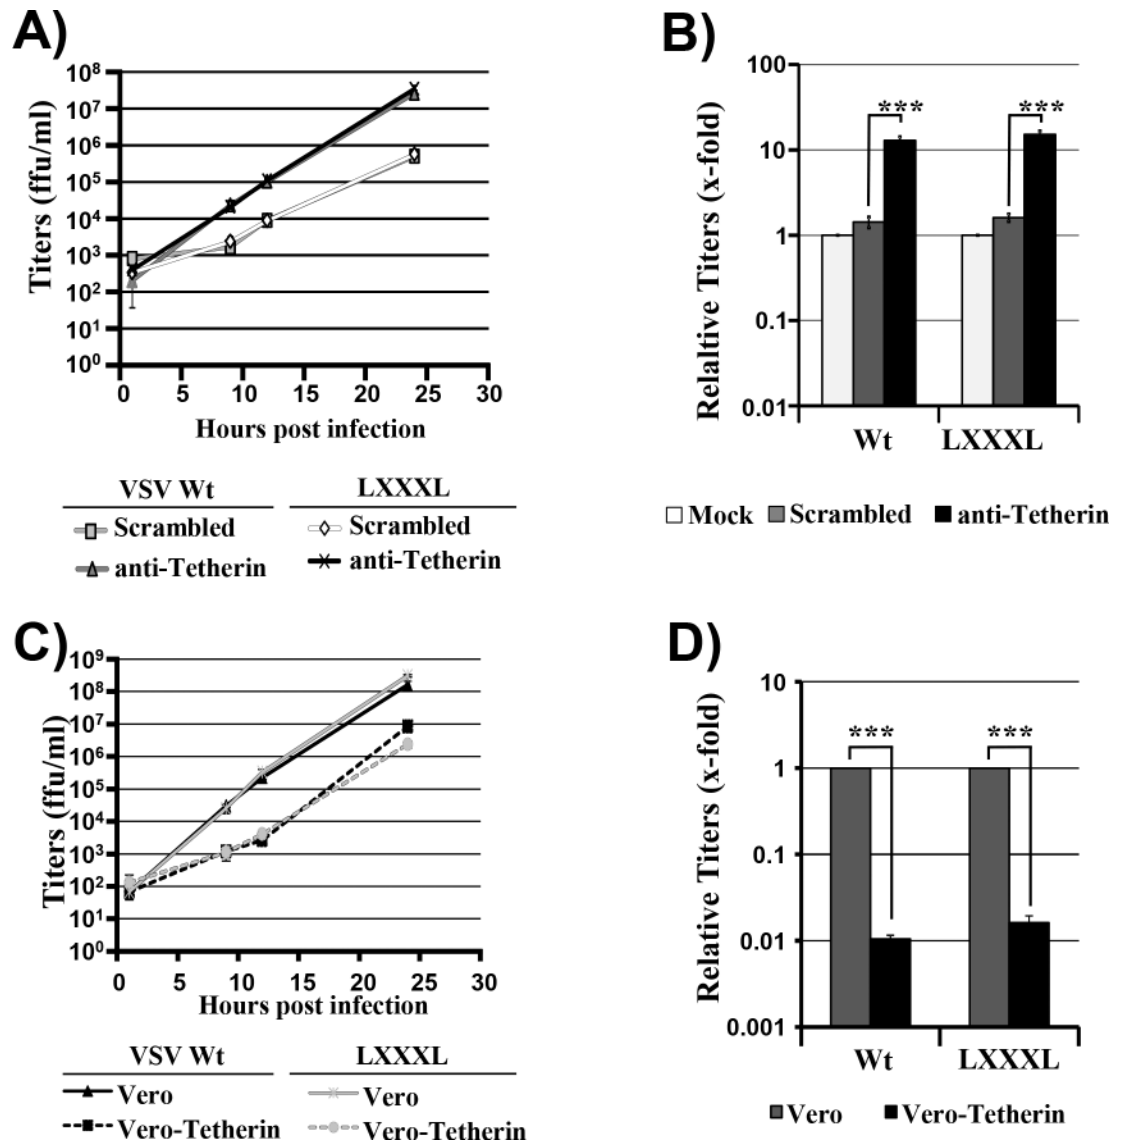 A)
Titers (ffu/ml)
10⁸
10⁷
10⁶
10⁵
10⁴
10³
10²
10¹
10⁰
0 5 10 15 20 25 30
Hours post infection
VSV Wt LXXXL
Scrambled Scrambled
anti-Tetherin anti-Tetherin
B)
Relaltive Titers (x-fold)
100
10
1
0.1
0.01
*** ***
Wt LXXXL
Mock Scrambled anti-Tetherin
C)
Titers (ffu/ml)
10⁹
10⁸
10⁷
10⁶
10⁵
10⁴
10³
10²
10¹
10⁰
0 5 10 15 20 25 30
Hours post infection
VSV Wt LXXXL
Vero Vero
Vero-Tetherin Vero-Tetherin
D)
Relative Titers (x-fold)
10
1
0.1
0.01
0.001
*** ***
Wt LXXXL
Vero Vero-Tetherin